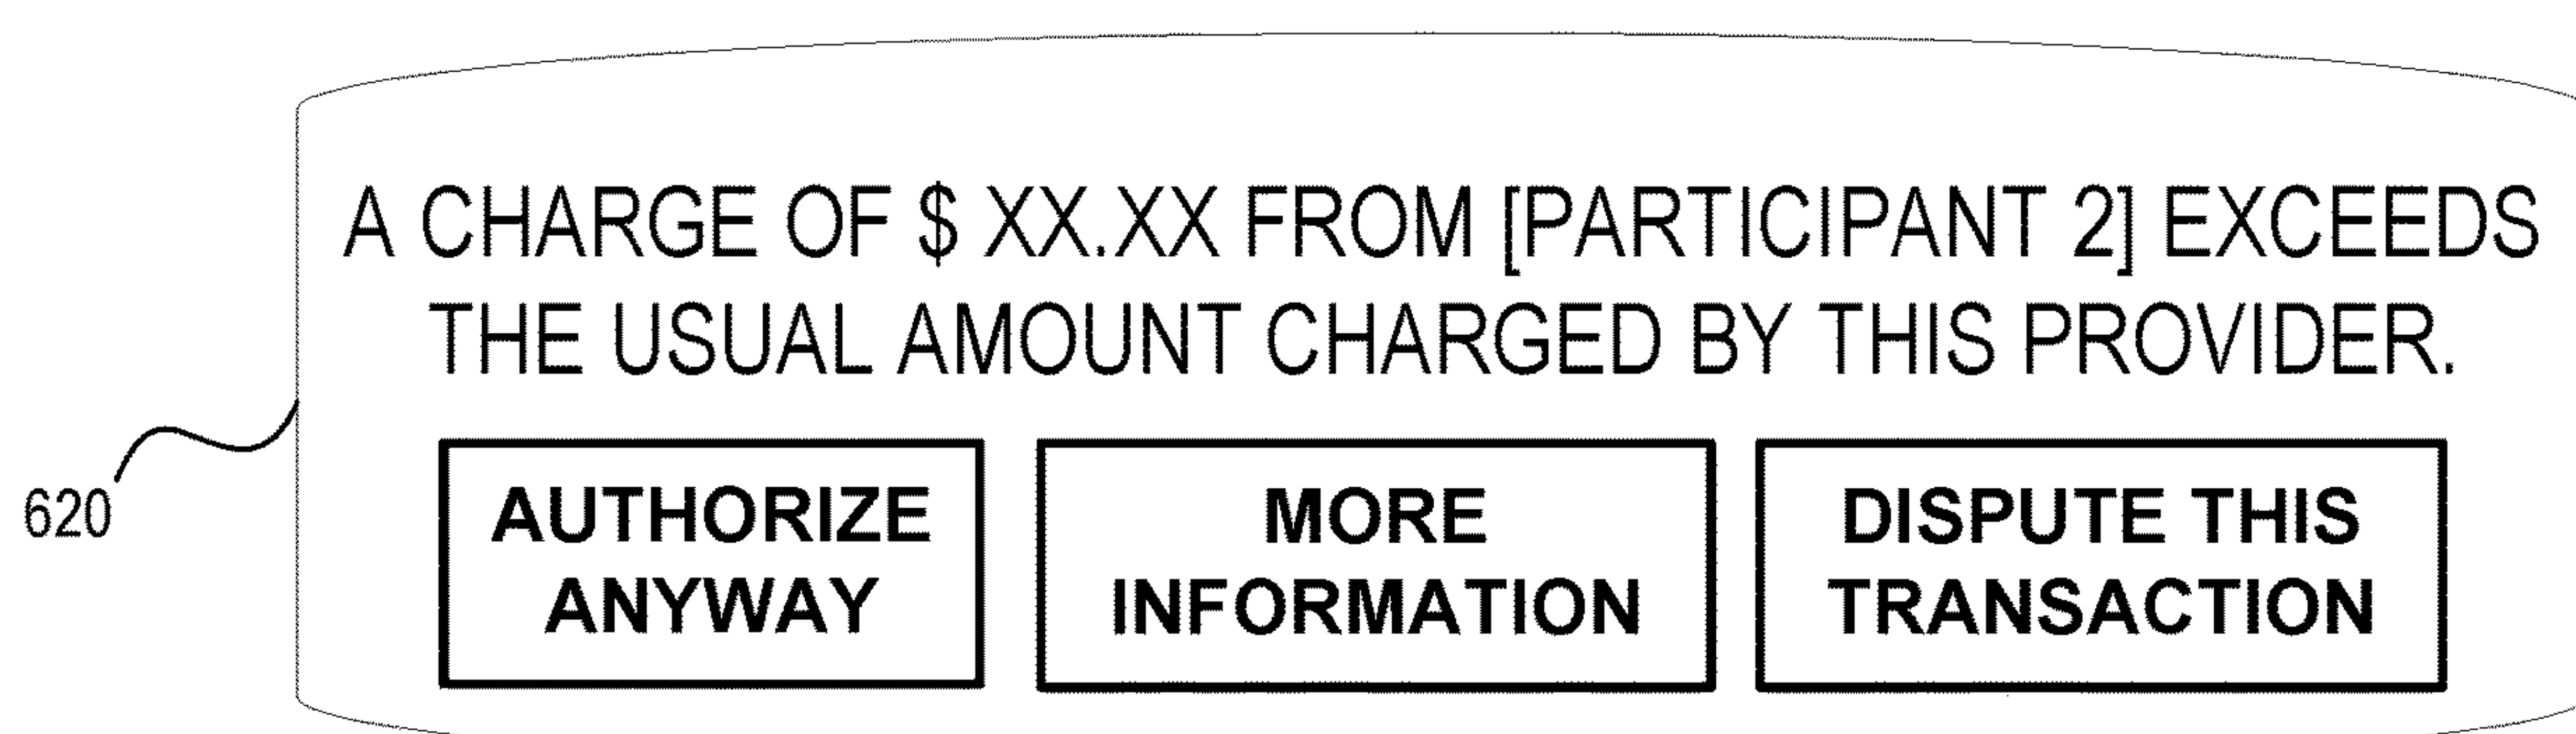 A CHARGE OF $ XX.XX FROM [PARTICIPANT 2] EXCEEDS
THE USUAL AMOUNT CHARGED BY THIS PROVIDER.
620
AUTHORIZE
ANYWAY
MORE
INFORMATION
DISPUTE THIS
TRANSACTION